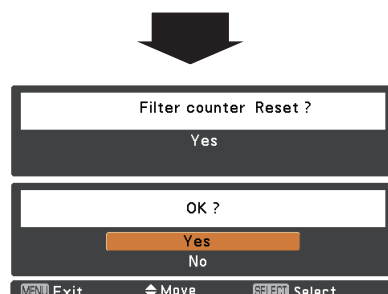 Filter counter Reset ?
Yes
OK ?
Yes
No
MENU Exit Move SELECT Select